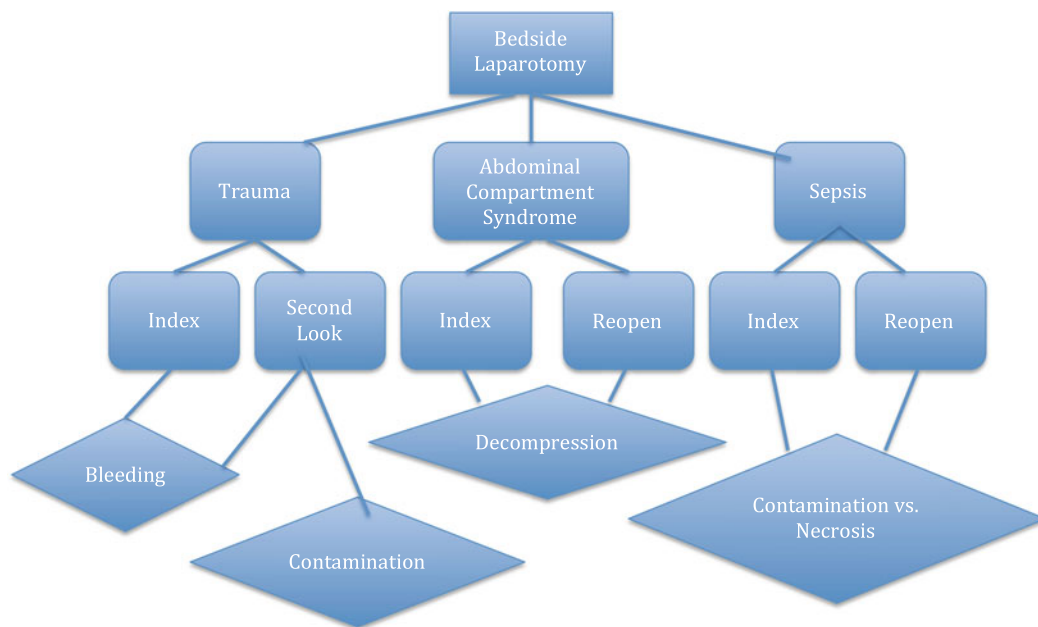 Bedside
Laparotomy
Trauma
Abdominal
Compartment
Syndrome
Sepsis
Index
Second
Look
Index
Reopen
Index
Reopen
Bleeding
Decompression
Contamination vs.
Necrosis
Contamination